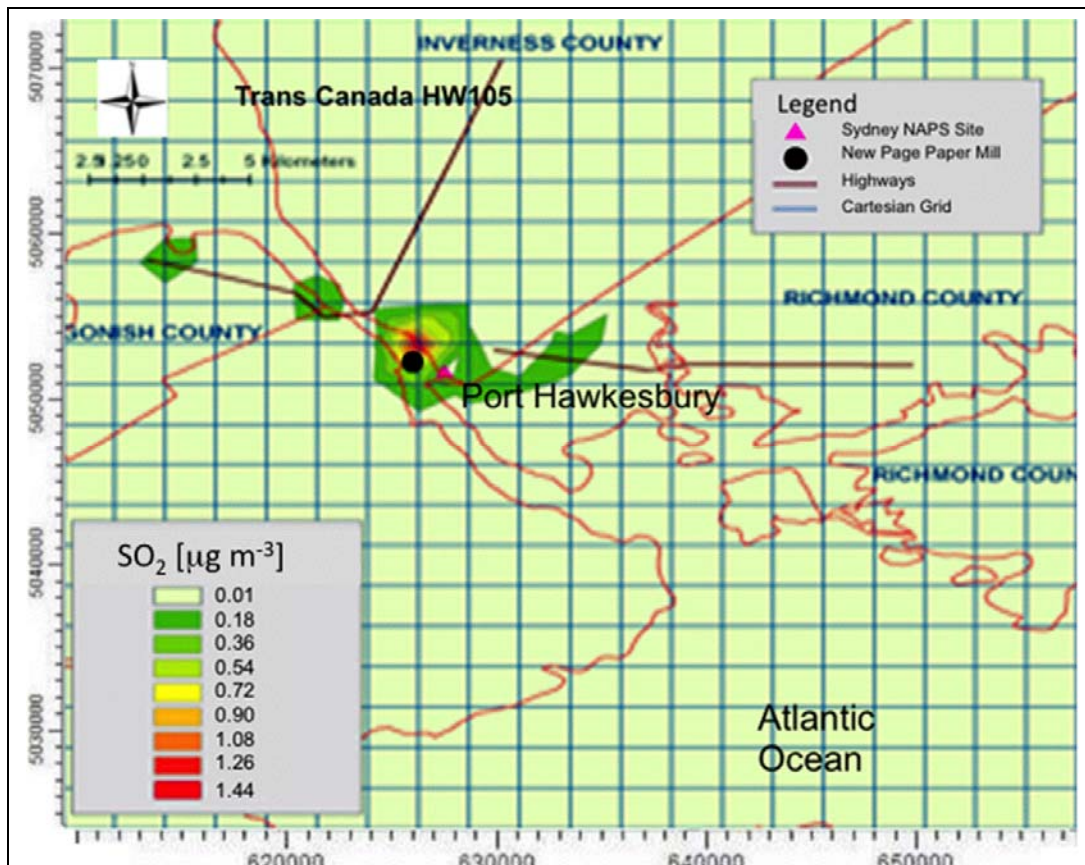 INVERNESS COUNTY
Trans Canada HW105
2.5 1.25 0 2.5 5 Kilometers
Legend
Sydney NAPS Site
New Page Paper Mill
Highways
Cartesian Grid
5070000
5060000
5050000
5040000
5030000
RICHMOND COUNTY
GONISH COUNTY
Port Hawkesbury
RICHMOND COUN
SO₂ [μg m⁻³]
0.01
0.18
0.36
0.54
0.72
0.90
1.08
1.26
1.44
Atlantic
Ocean
620000 630000 640000 650000